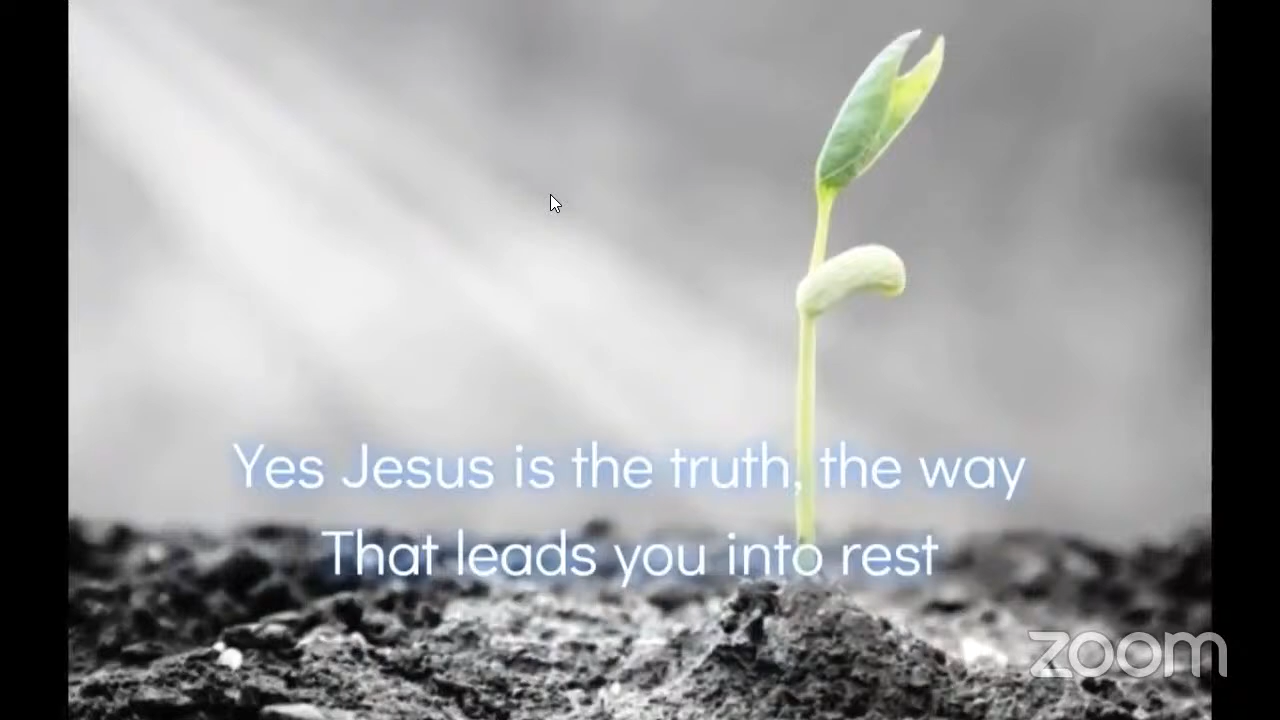 Yes Jesus is the truth, the way
That leads you into rest
zoom